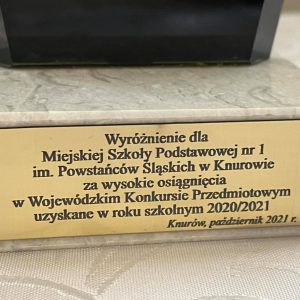 Wyróżnienie dla
Miejskiej Szkoły Podstawowej nr 1
im. Powstańców Śląskich w Knurowie
za wysokie osiągnięcia
w Wojewódzkim Konkursie Przedmiotowym
uzyskane w roku szkolnym 2020/2021
Knurów, październik 2021 r.